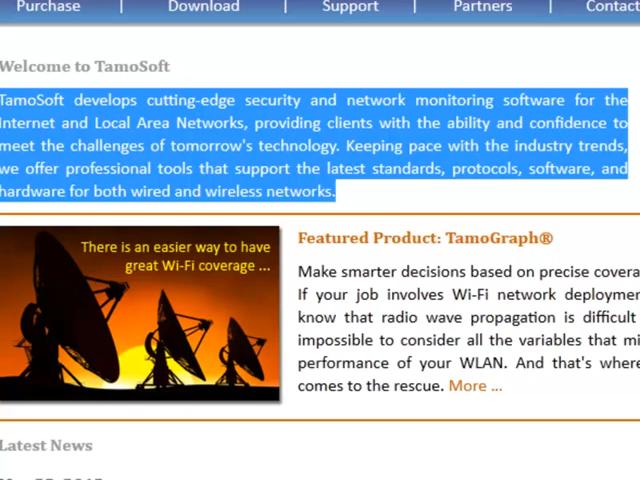 Purchase | Download | Support | Partners | Contact
Welcome to TamoSoft
TamoSoft develops cutting-edge security and network monitoring software for the
Internet and Local Area Networks, providing clients with the ability and confidence to
meet the challenges of tomorrow's technology. Keeping pace with the industry trends,
we offer professional tools that support the latest standards, protocols, software, and
hardware for both wired and wireless networks.
There is an easier way to have
great Wi-Fi coverage ...
Featured Product: TamoGraph®
Make smarter decisions based on precise covera
If your job involves Wi-Fi network deployme
know that radio wave propagation is difficult
impossible to consider all the variables that mi
performance of your WLAN. And that's where
comes to the rescue. More ...
Latest News